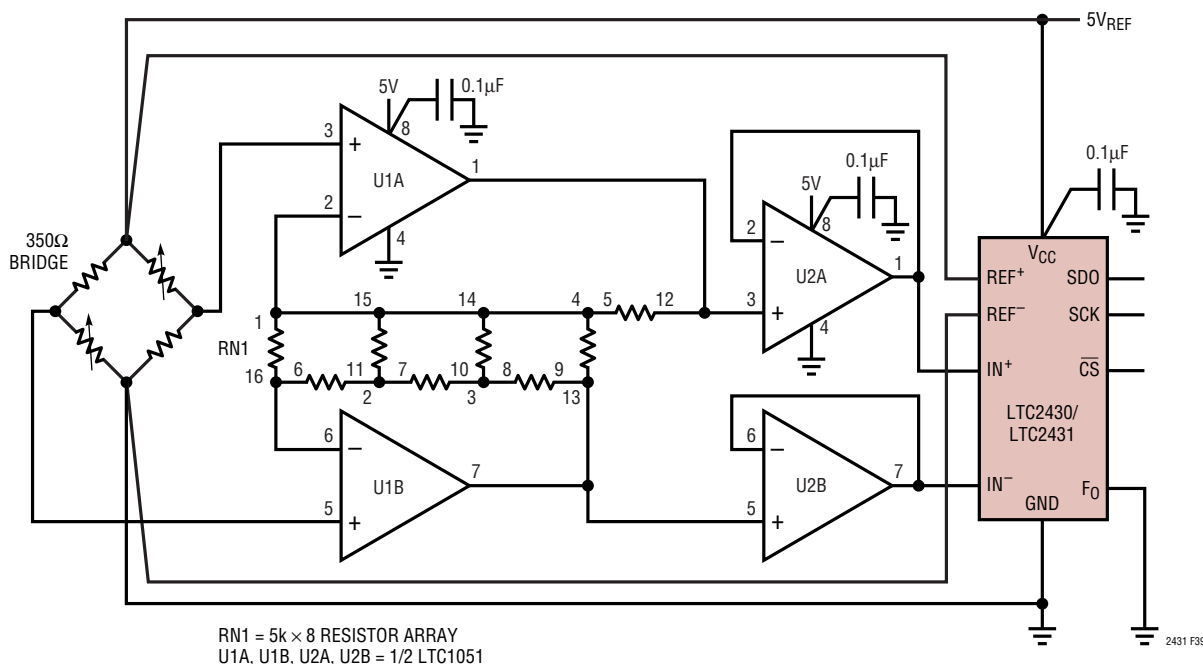 5VREF
5V
0.1µF
3
8
+
1
U1A
2
–
4
350Ω
BRIDGE
0.1µF
5V
8
2
–
U2A
1
3
+
4
0.1µF
VCC
REF+
SDO
REF–
SCK
IN+
CS
LTC2430/
LTC2431
IN–
FO
GND
15
14
4
5
12
1
RN1
16
6
11
7
10
8
9
2
3
13
6
–
U1B
7
5
+
6
–
U2B
7
5
+
RN1 = 5k × 8 RESISTOR ARRAY
U1A, U1B, U2A, U2B = 1/2 LTC1051
2431 F39